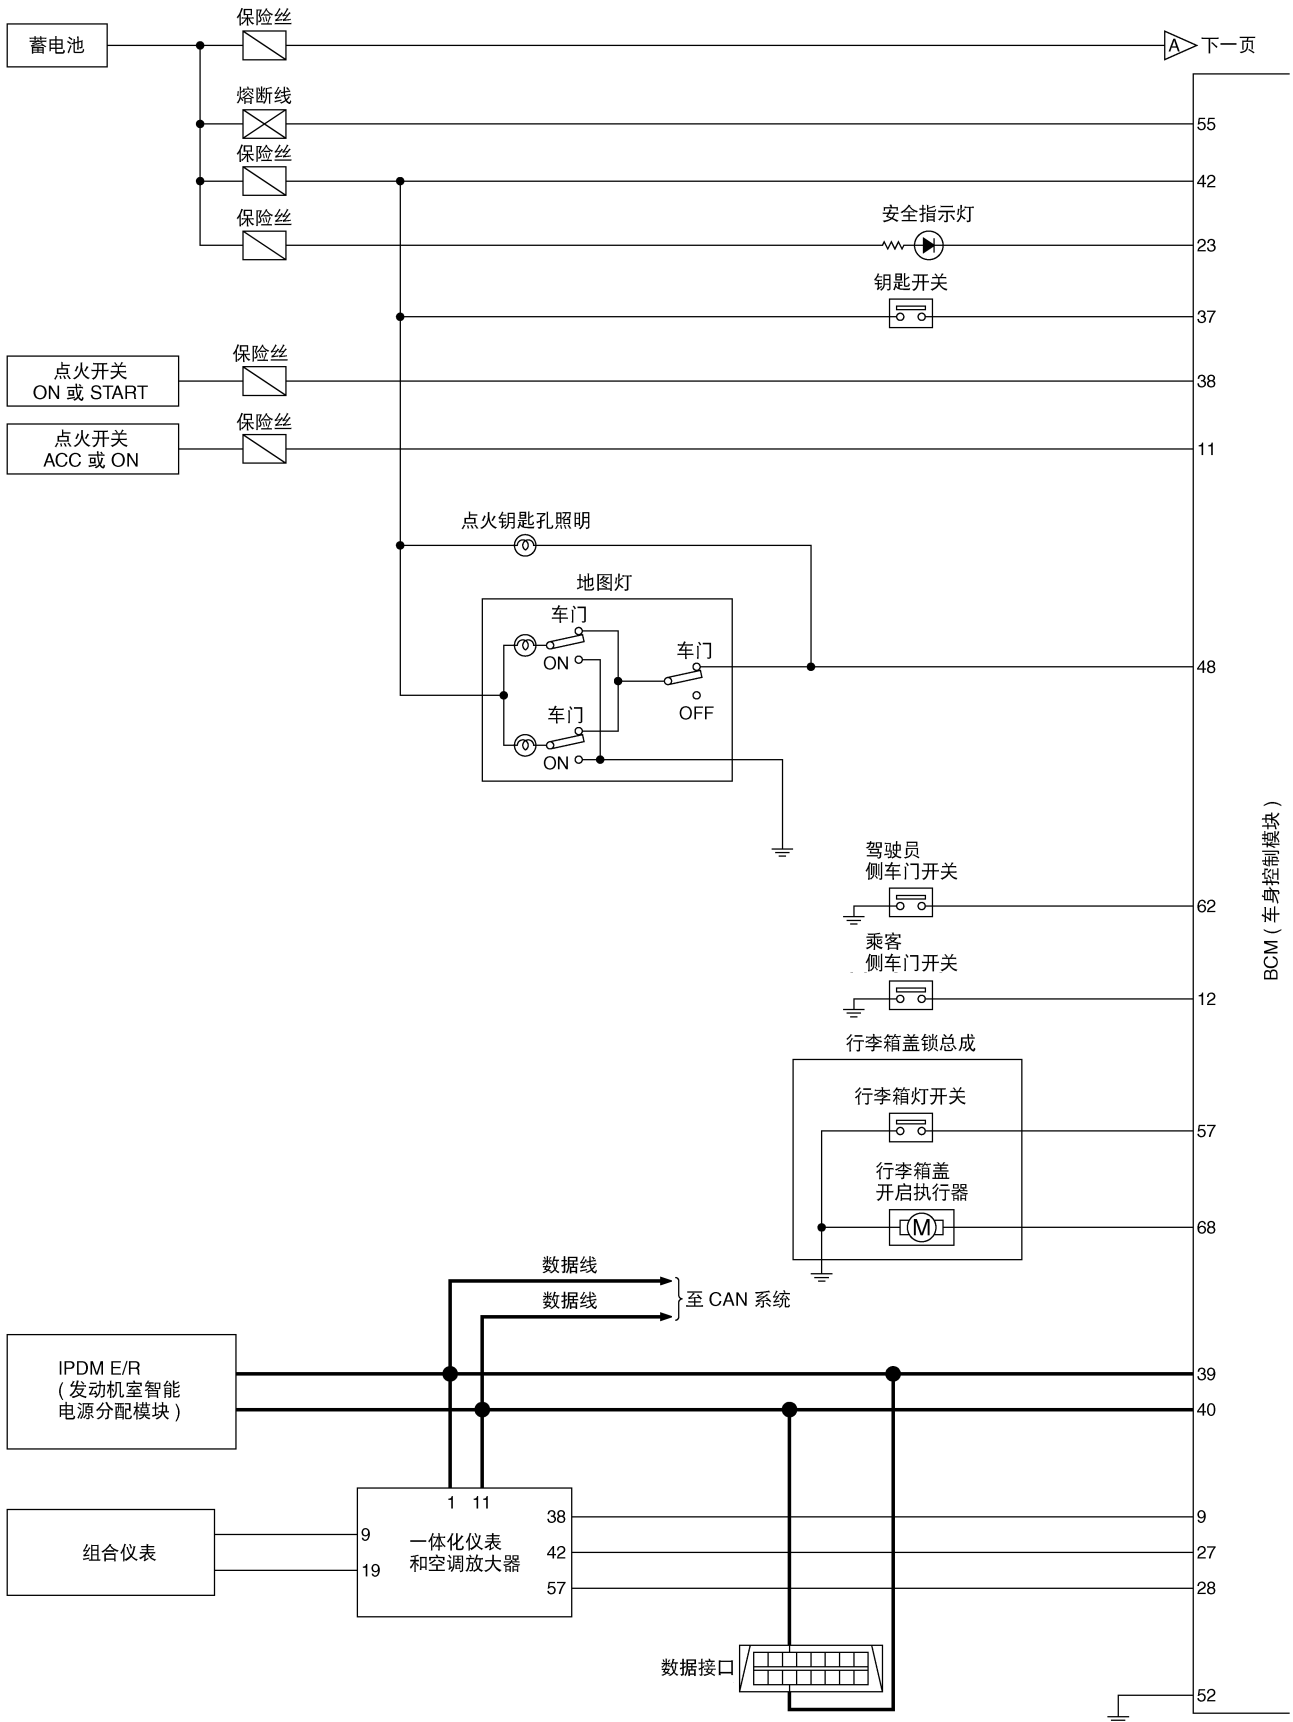 保险丝
蓄电池
A 下一页
熔断线
55
保险丝
42
保险丝
安全指示灯
23
钥匙开关
37
保险丝
点火开关
ON 或 START
38
保险丝
点火开关
ACC 或 ON
11
点火钥匙孔照明
地图灯
车门
ON
车门
OFF
48
车门
ON
BCM ( 车身控制模块 )
驾驶员
侧车门开关
62
乘客
侧车门开关
12
行李箱盖锁总成
行李箱灯开关
57
行李箱盖
开启执行器
M
68
数据线
数据线
至 CAN 系统
IPDM E/R
( 发动机室智能
电源分配模块 )
39
40
1 11
38
9
组合仪表
9
19
一体化仪表
和空调放大器
42
27
57
28
数据接口
52